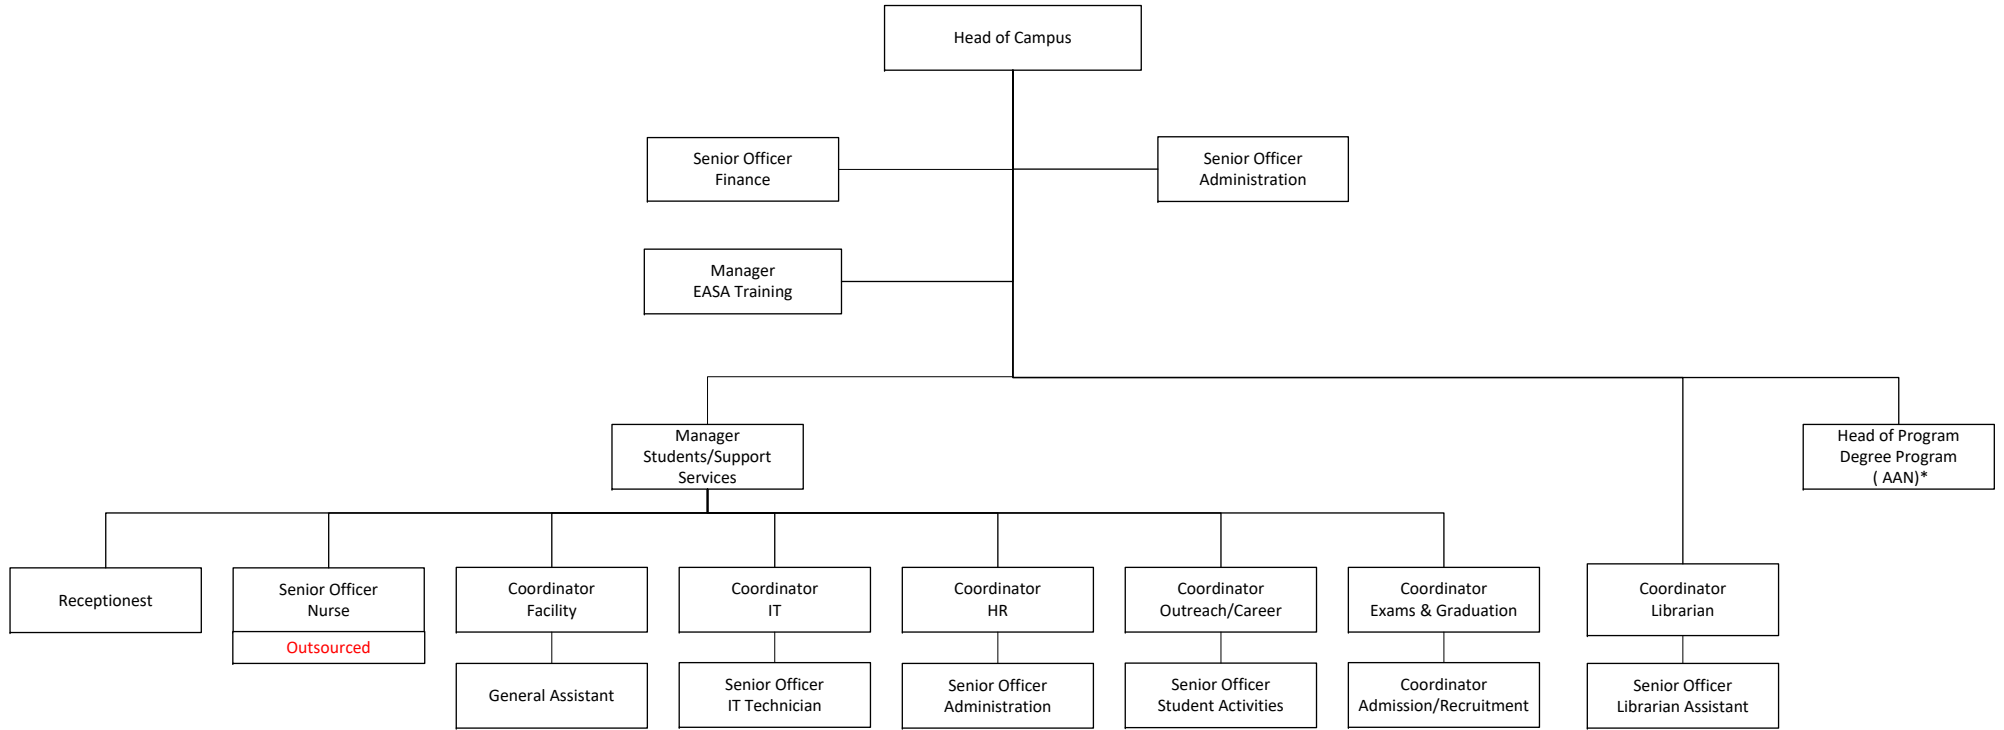 Head of Campus
Senior Officer
Finance
Senior Officer
Administration
Manager
EASA Training
Manager
Students/Support
Services
Head of Program
Degree Program
( AAN)*
Receptionest
Senior Officer
Nurse
Outsourced
Coordinator
Facility
Coordinator
IT
Coordinator
HR
Coordinator
Outreach/Career
Coordinator
Exams & Graduation
Coordinator
Librarian
General Assistant
Senior Officer
IT Technician
Senior Officer
Administration
Senior Officer
Student Activities
Coordinator
Admission/Recruitment
Senior Officer
Librarian Assistant